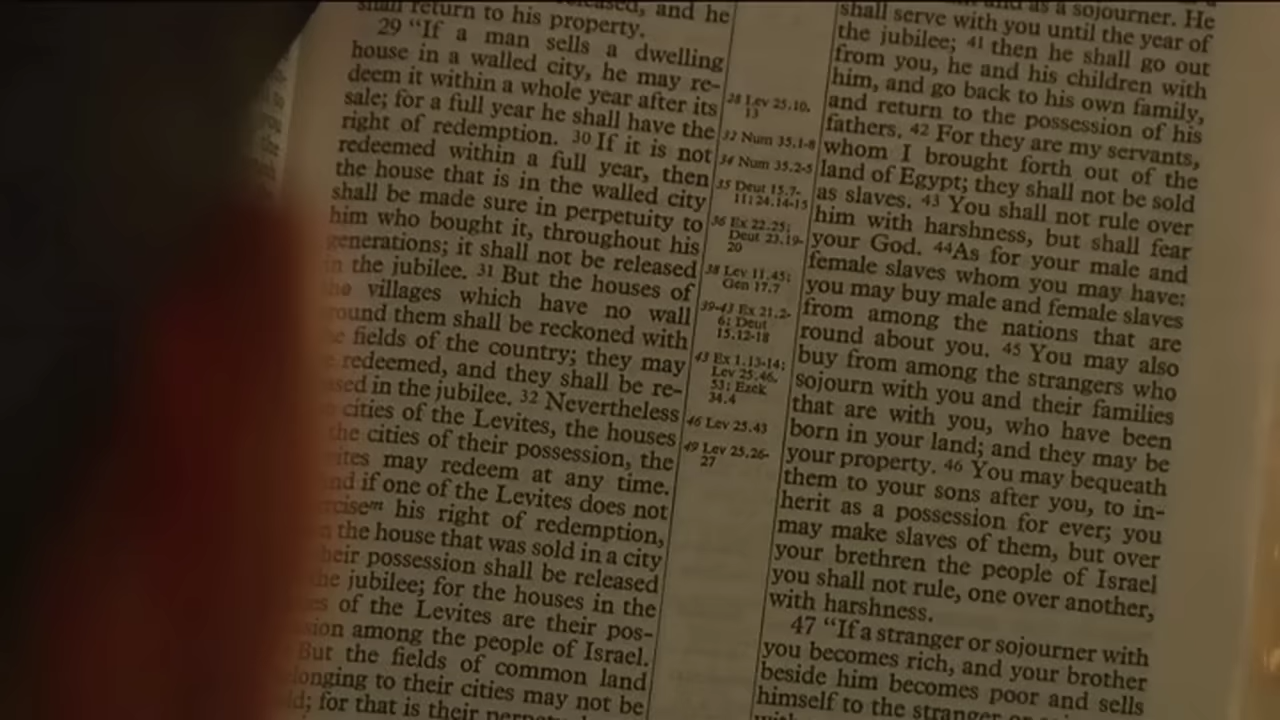 shall return to his property.
29 “If a man sells a dwelling
house in a walled city, he may re-
deem it within a whole year after its
sale; for a full year he shall have the
right of redemption. 30 If it is not
redeemed within a full year, then
the house that is in the walled city
shall be made sure in perpetuity to
him who bought it, throughout his
generations; it shall not be released
in the jubilee. 31 But the houses of
the villages which have no wall
round them shall be reckoned with
fields of the country; they may
redeemed, and they shall be re-
in the jubilee. 32 Nevertheless
cities of the Levites, the houses
the cities of their possession, the
may redeem at any time.
if one of the Levites does not
his right of redemption,
the house that was sold in a city
their possession shall be released
the jubilee; for the houses in the
of the Levites are their pos-
among the people of Israel.
But the fields of common land
to their cities may not be
for that is their
28 Lev 25.10,
13
32 Num 35.1-8
34 Num 35.2-5
35 Deut 15.7-
11; 24.14-15
36 Ex 22.25;
Deut 23.19-
20
38 Lev 11.45;
Gen 17.7
39-43 Ex 21.2-
6; Deut
15.12-18
43 Ex 1.13-14;
Lev 25.46,
53; Ezek
34.4
46 Lev 25.43
49 Lev 25.26-
27
and as a sojourner. He
shall serve with you until the year of
the jubilee; 41 then he shall go out
from you, he and his children with
him, and go back to his own family,
and return to the possession of his
fathers. 42 For they are my servants,
whom I brought forth out of the
land of Egypt; they shall not be sold
as slaves. 43 You shall not rule over
him with harshness, but shall fear
your God. 44 As for your male and
female slaves whom you may have:
you may buy male and female slaves
from among the nations that are
round about you. 45 You may also
buy from among the strangers who
sojourn with you and their families
that are with you, who have been
born in your land; and they may be
your property. 46 You may bequeath
them to your sons after you, to in-
herit as a possession for ever; you
may make slaves of them, but over
your brethren the people of Israel
you shall not rule, one over another,
with harshness.
47 “If a stranger or sojourner with
you becomes rich, and your brother
beside him becomes poor and sells
himself to the stranger